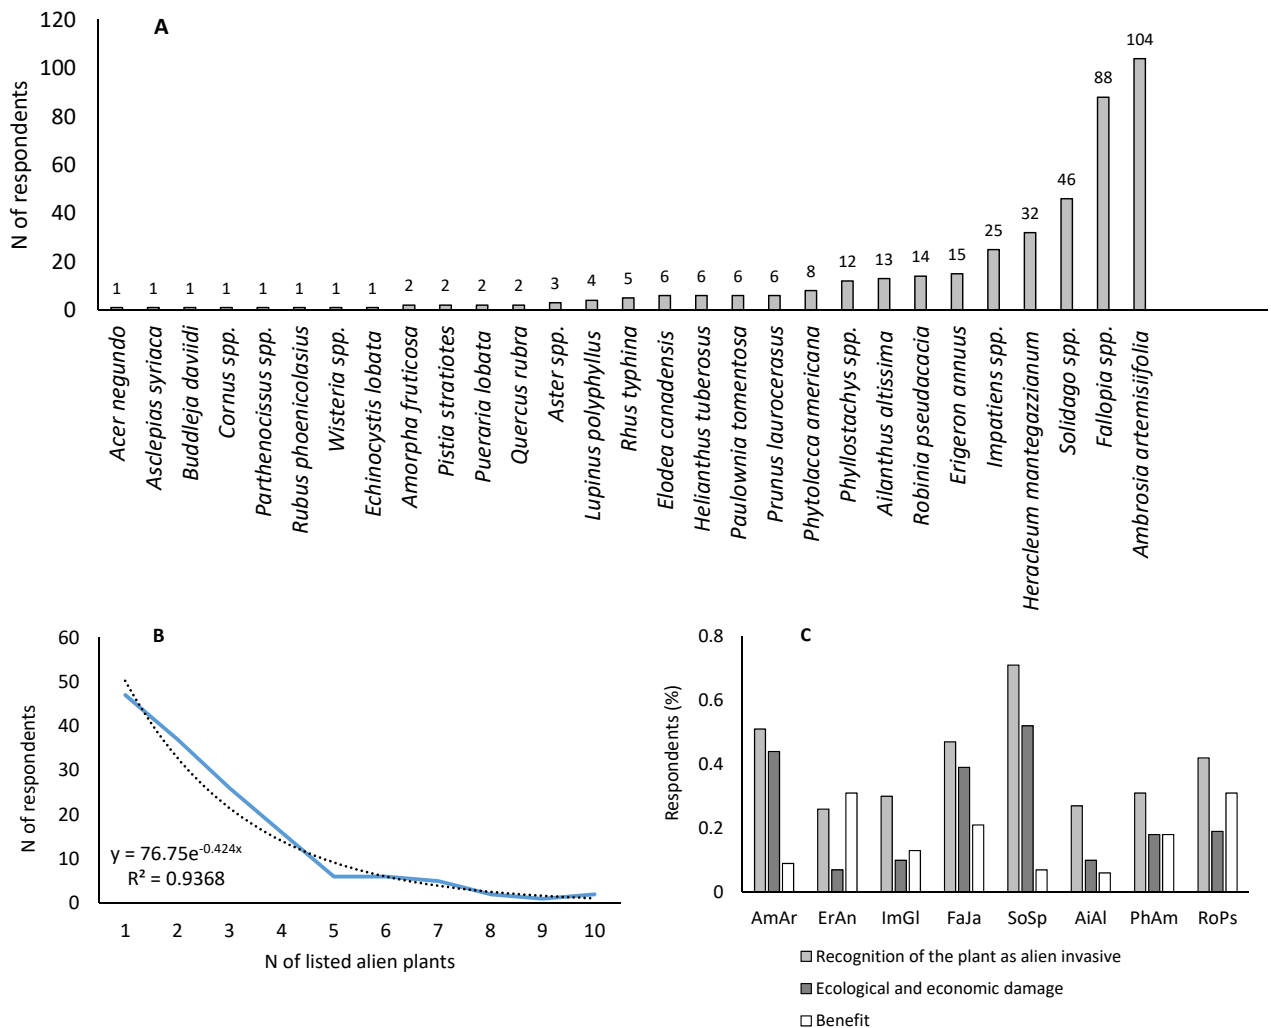 A
N of respondents
120
100
80
60
40
20
0
1 1 1 1 1 1 1 1 2 2 2 2 3 4 5 6 6 6 6 8 12 13 14 15 25 32 46 88 104
Acer negundo
Asclepias syriaca
Buddleja daviidi
Cornus spp.
Parthenocissus spp.
Rubus phoenicolasius
Wisteria spp.
Echinocystis lobata
Amorpha fruticosa
Pistia stratiotes
Pueraria lobata
Quercus rubra
Aster spp.
Lupinus polyphyllus
Rhus typhina
Elodea canadensis
Helianthus tuberosus
Paulownia tomentosa
Prunus laurocerasus
Phytolacca americana
Phyllostachys spp.
Ailanthus altissima
Robinia pseudacacia
Erigeron annuus
Impatiens spp.
Heracleum mantegazzianum
Solidago spp.
Fallopia spp.
Ambrosia artemisiifolia
B
N of respondents
60
50
40
30
20
10
0
y = 76.75e^-0.424x
R² = 0.9368
1 2 3 4 5 6 7 8 9 10
N of listed alien plants
C
Respondents (%)
0.8
0.6
0.4
0.2
0
AmAr ErAn ImGl FaJa SoSp AiAl PhAm RoPs
Recognition of the plant as alien invasive
Ecological and economic damage
Benefit